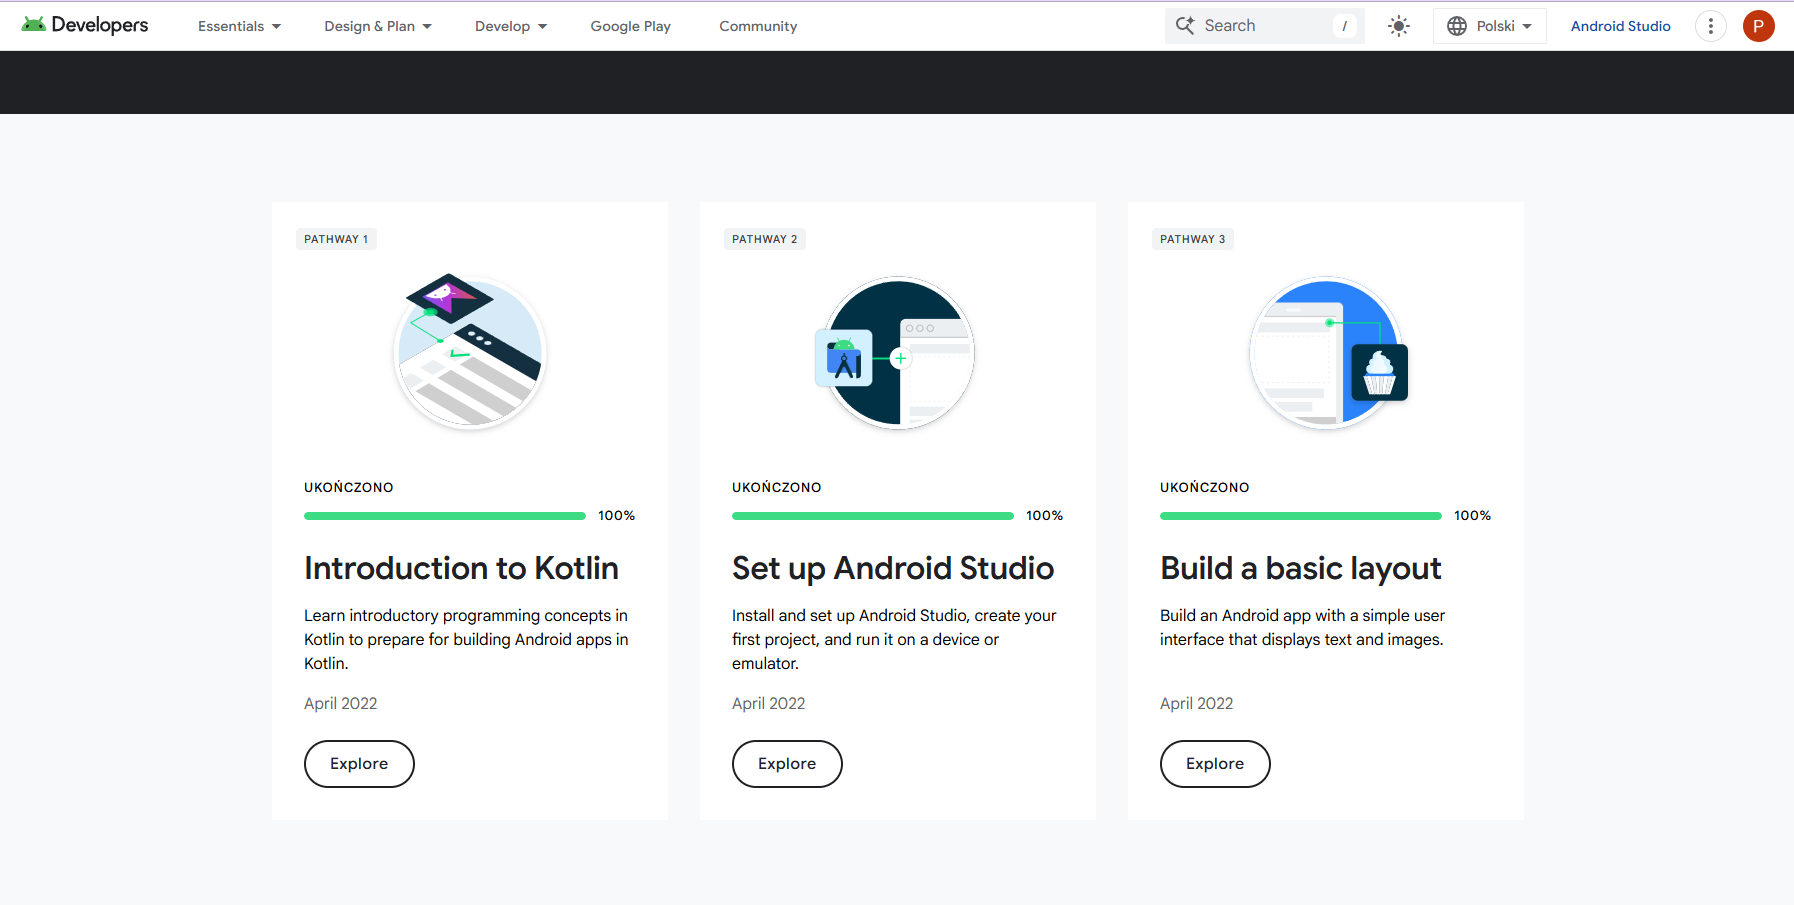 Developers Essentials Design & Plan Develop Google Play Community Search / Polski Android Studio P
PATHWAY 1
UKOŃCZONO
100%
Introduction to Kotlin
Learn introductory programming concepts in
Kotlin to prepare for building Android apps in
Kotlin.
April 2022
Explore
PATHWAY 2
UKOŃCZONO
100%
Set up Android Studio
Install and set up Android Studio, create your
first project, and run it on a device or
emulator.
April 2022
Explore
PATHWAY 3
UKOŃCZONO
100%
Build a basic layout
Build an Android app with a simple user
interface that displays text and images.
April 2022
Explore